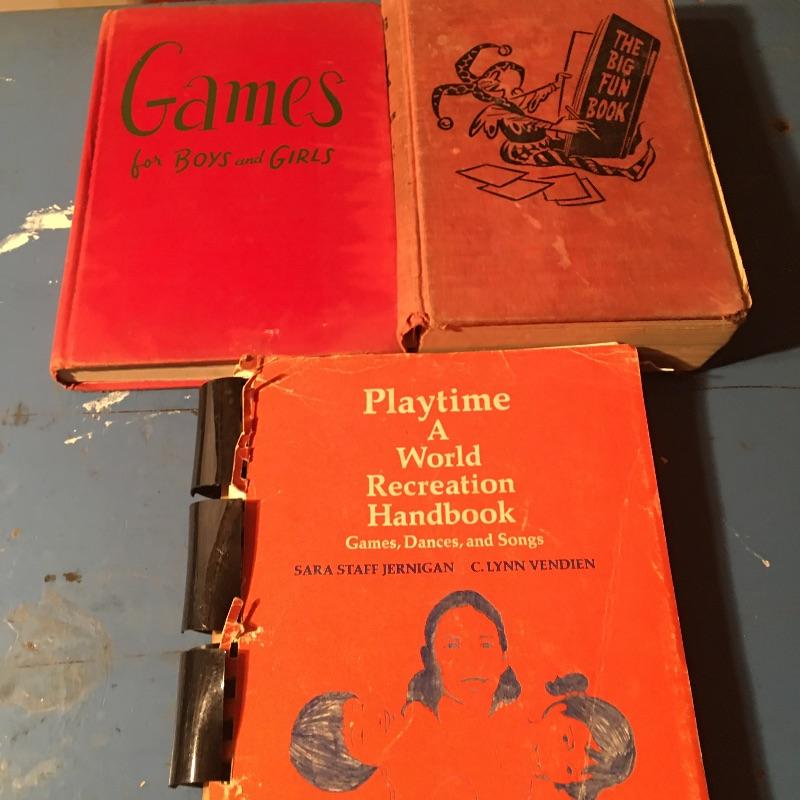 Games
for BOYS and GIRLS
THE
BIG
FUN
BOOK
Playtime
A
World
Recreation
Handbook
Games, Dances, and Songs
SARA STAFF JERNIGAN C. LYNN VENDIEN